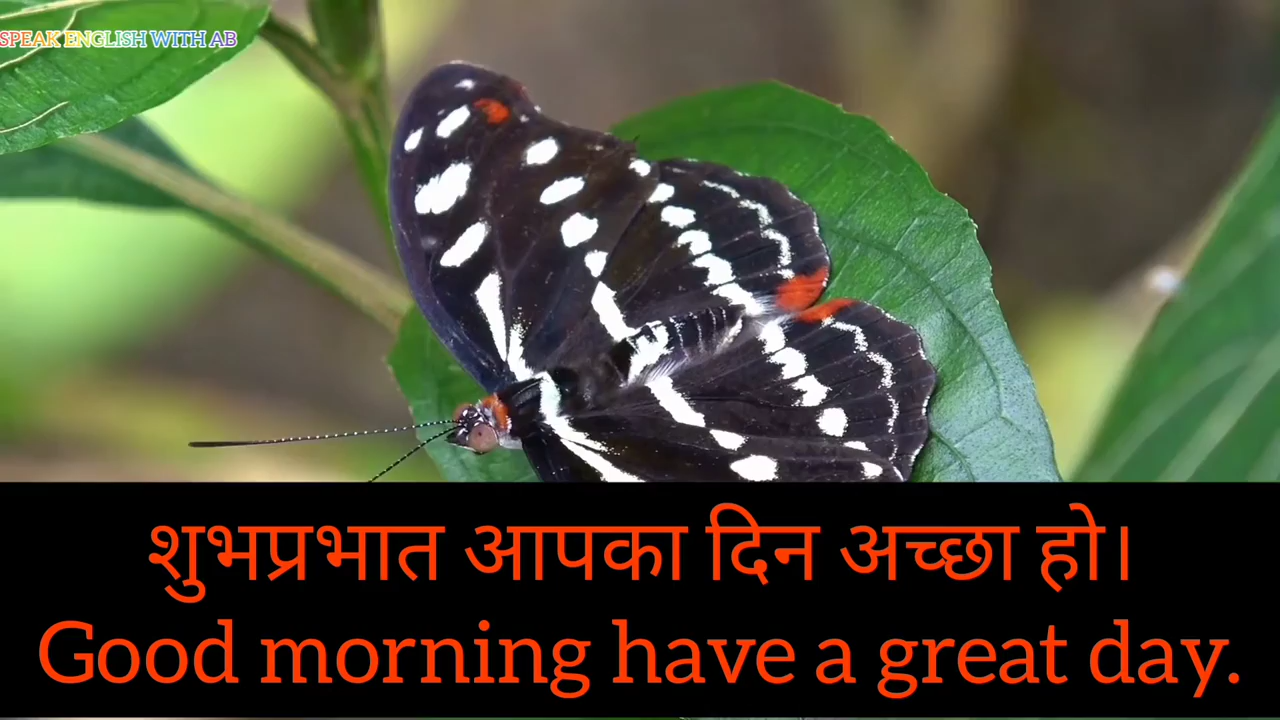 SPEAK ENGLISH WITH AB
शुभप्रभात आपका दिन अच्छा हो।
Good morning have a great day.